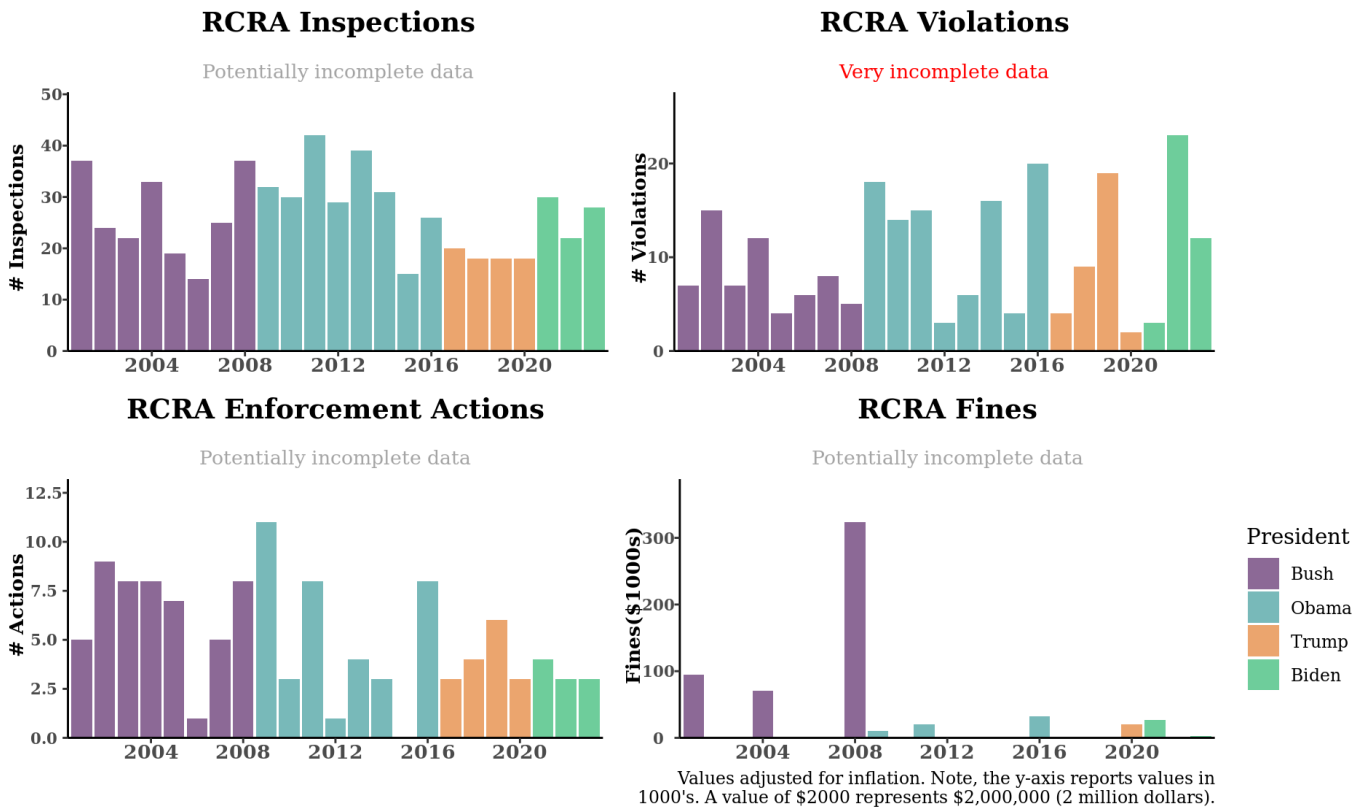 RCRA Inspections
Potentially incomplete data
# Inspections
50
40
30
20
10
0
2004 2008 2012 2016 2020
RCRA Violations
Very incomplete data
# Violations
20
10
0
2004 2008 2012 2016 2020
RCRA Enforcement Actions
Potentially incomplete data
# Actions
12.5
10.0
7.5
5.0
2.5
0.0
2004 2008 2012 2016 2020
RCRA Fines
Potentially incomplete data
Fines($1000s)
300
200
100
0
2004 2008 2012 2016 2020
Values adjusted for inflation. Note, the y-axis reports values in
1000's. A value of $2000 represents $2,000,000 (2 million dollars).
President
Bush
Obama
Trump
Biden